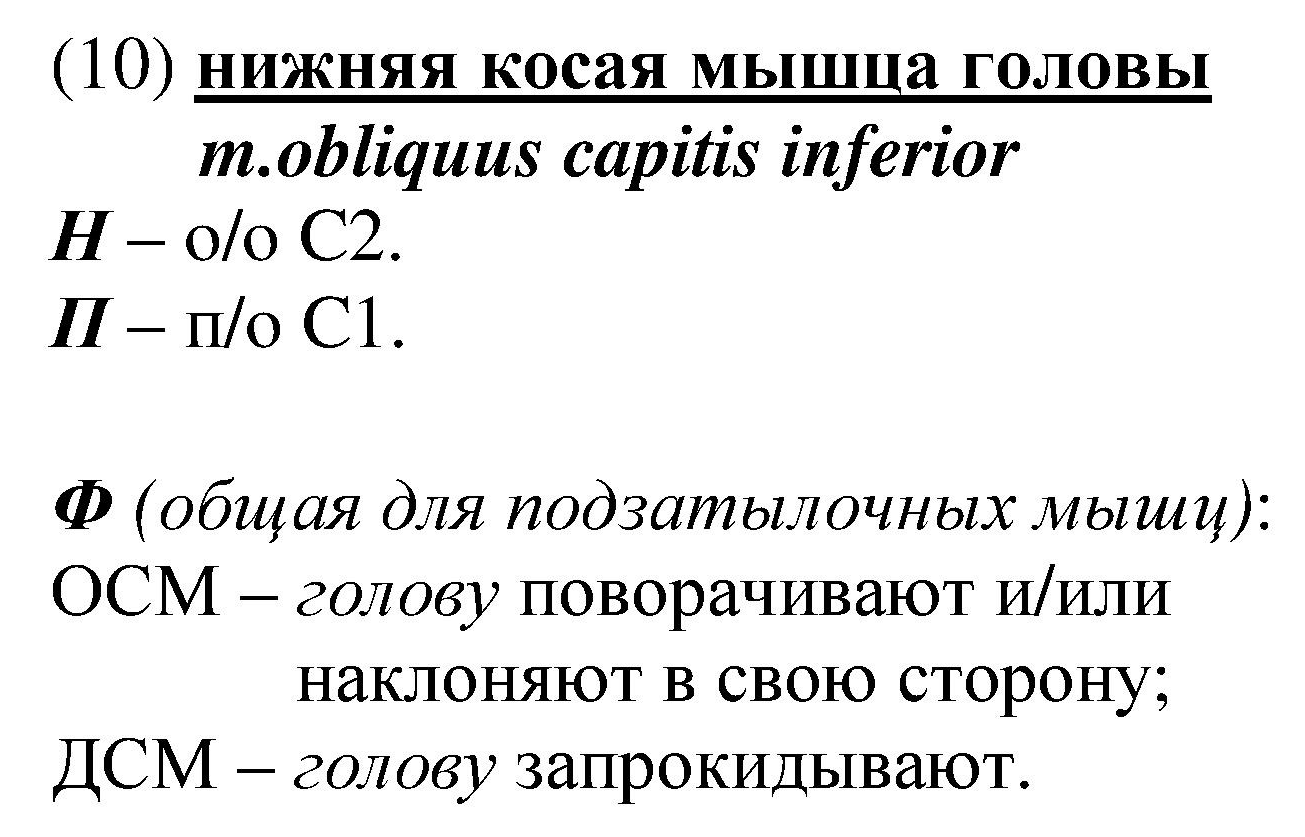 (10) нижняя косая мышца головы
m.obliquus capitis inferior
Н – о/о С2.
П – п/о С1.
Ф (общая для подзатылочных мышц):
ОСМ – голову поворачивают и/или
наклоняют в свою сторону;
ДСМ – голову запрокидывают.